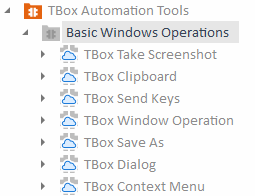 TBox Automation Tools
Basic Windows Operations
TBox Take Screenshot
TBox Clipboard
TBox Send Keys
TBox Window Operation
TBox Save As
TBox Dialog
TBox Context Menu